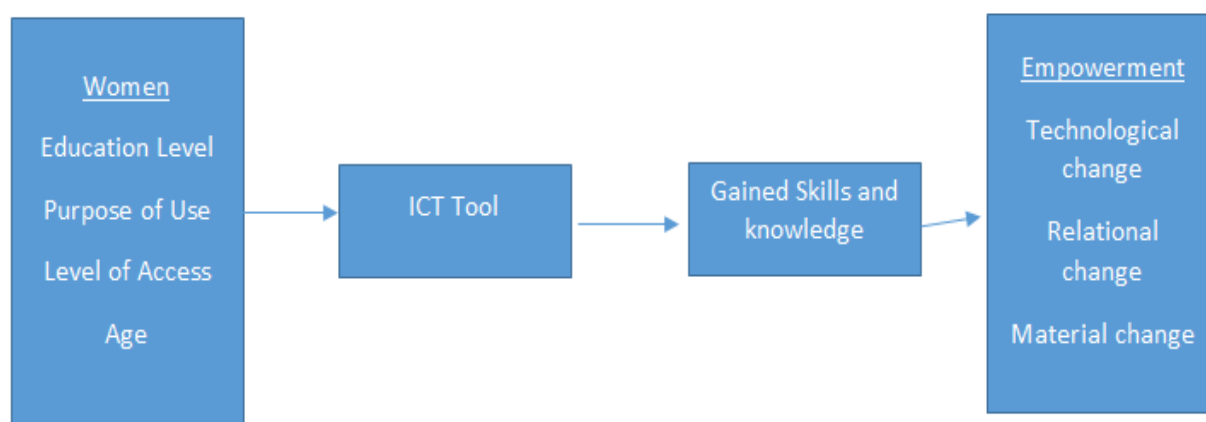 Women
Education Level
Purpose of Use
Level of Access
Age
ICT Tool
Gained Skills and
knowledge
Empowerment
Technological
change
Relational
change
Material change